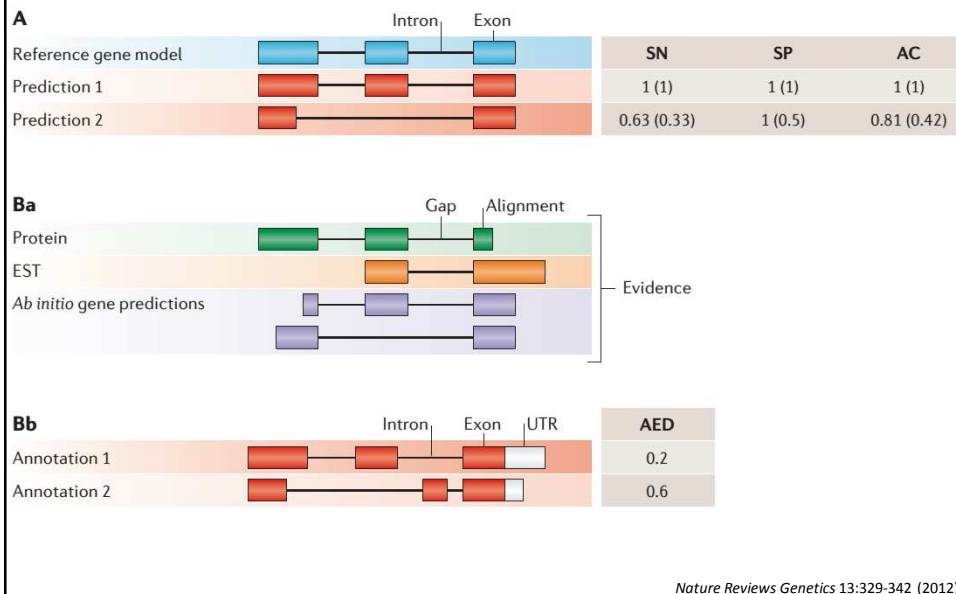 A
Intron Exon
Reference gene model
SN SP AC
Prediction 1
1 (1) 1 (1) 1 (1)
Prediction 2
0.63 (0.33) 1 (0.5) 0.81 (0.42)
Ba
Gap Alignment
Protein
EST
Evidence
Ab initio gene predictions
Bb
Intron Exon UTR
AED
Annotation 1
0.2
Annotation 2
0.6
Nature Reviews Genetics 13:329-342 (2012)